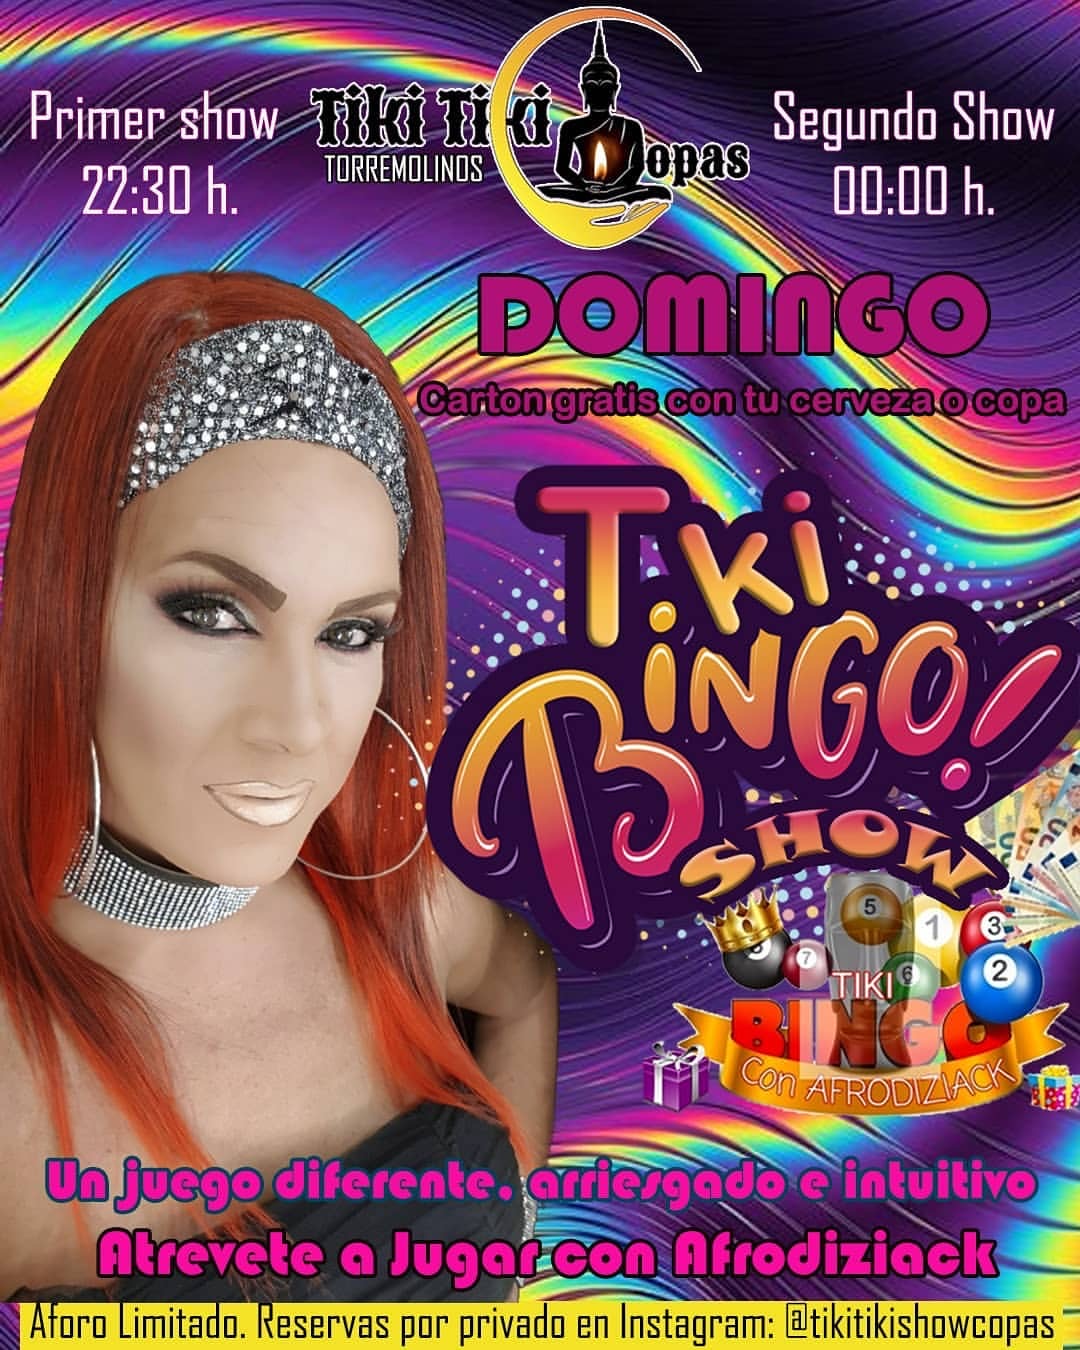 Primer show
22:30 h.
Tiki Tiki
TORREMOLINOS
Copas
Segundo Show
00:00 h.
DOMINGO
Carton gratis con tu cerveza o copa
Tiki
BiNGO!
SHOW
8
7
5
6
1
3
2
TIKI
BINGO
Con AFRODIZIACK
Un juego diferente, arriesgado e intuitivo
Atrevete a Jugar con Afrodiziack
Aforo Limitado. Reservas por privado en Instagram: @tikitikishowcopas